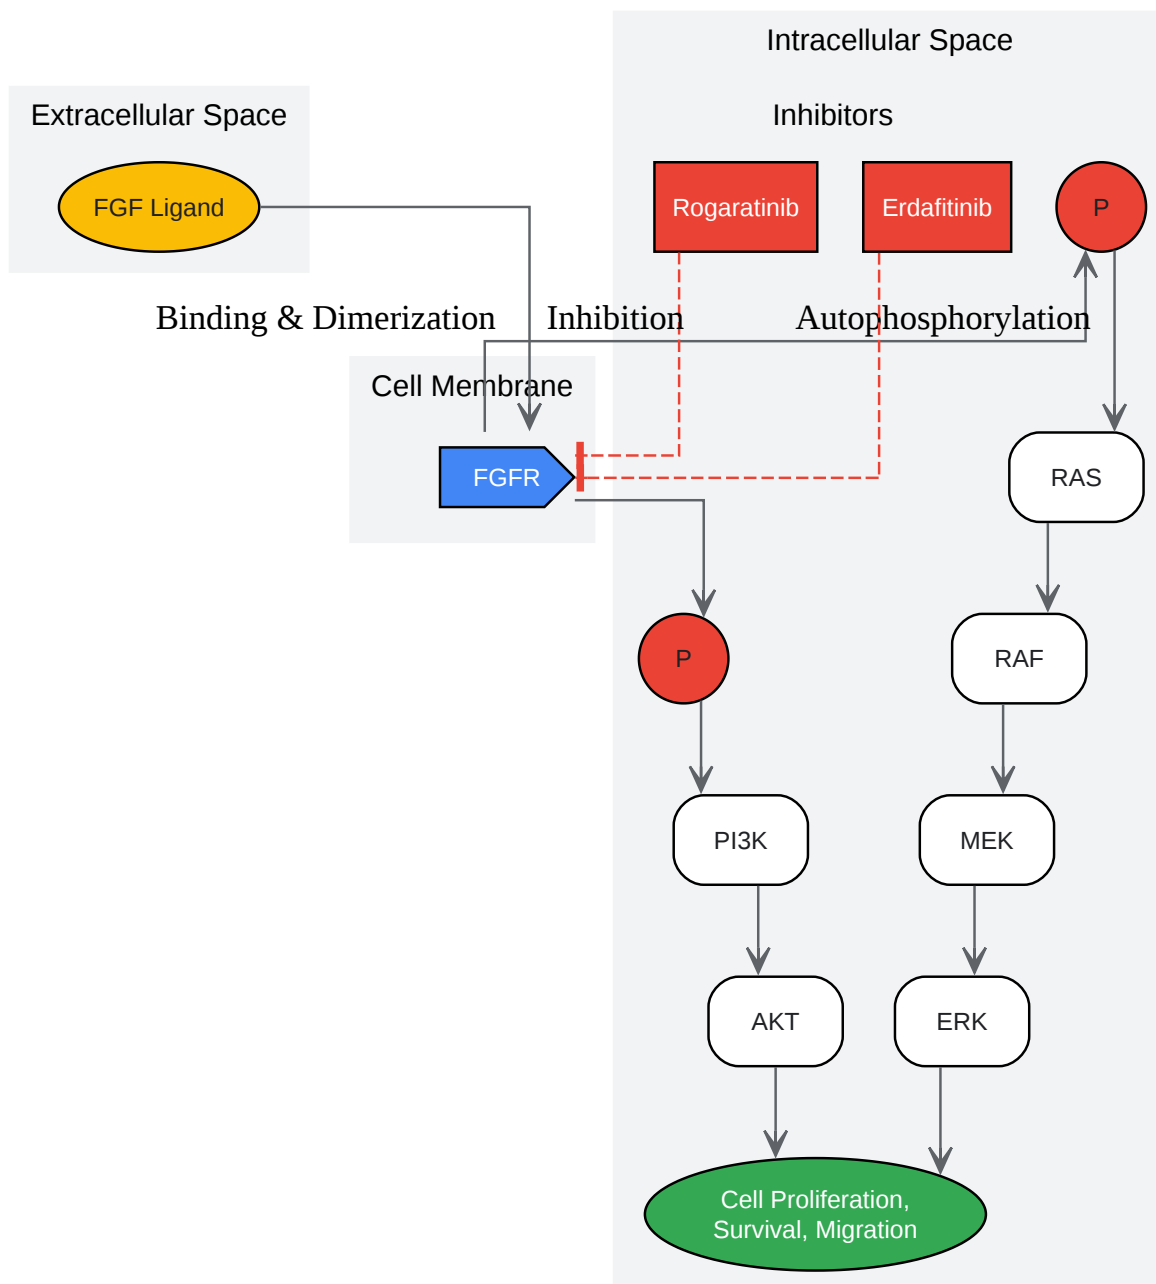 Intracellular Space
Extracellular Space
Inhibitors
FGF Ligand
Rogaratinib
Erdafitinib
P
Binding & Dimerization
Inhibition
Autophosphorylation
Cell Membrane
FGFR
RAS
P
RAF
PI3K
MEK
AKT
ERK
Cell Proliferation,
Survival, Migration